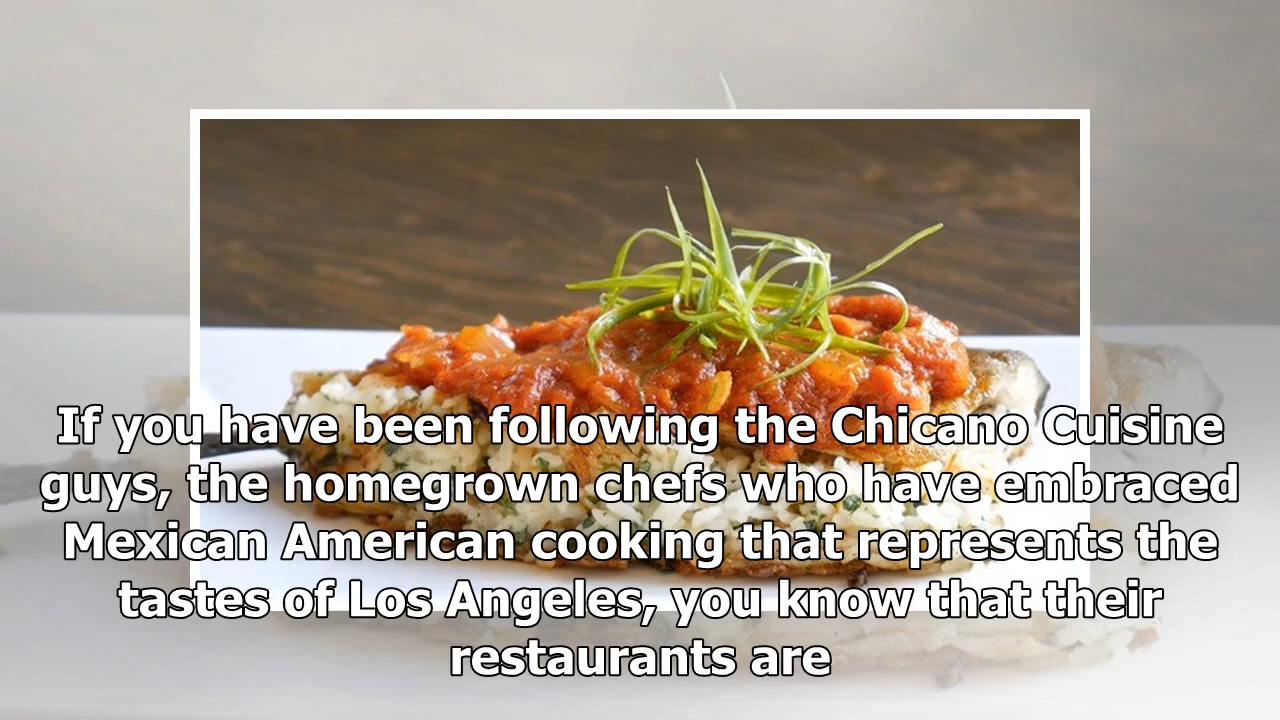 If you have been following the Chicano Cuisine
guys, the homegrown chefs who have embraced
Mexican American cooking that represents the
tastes of Los Angeles, you know that their
restaurants are